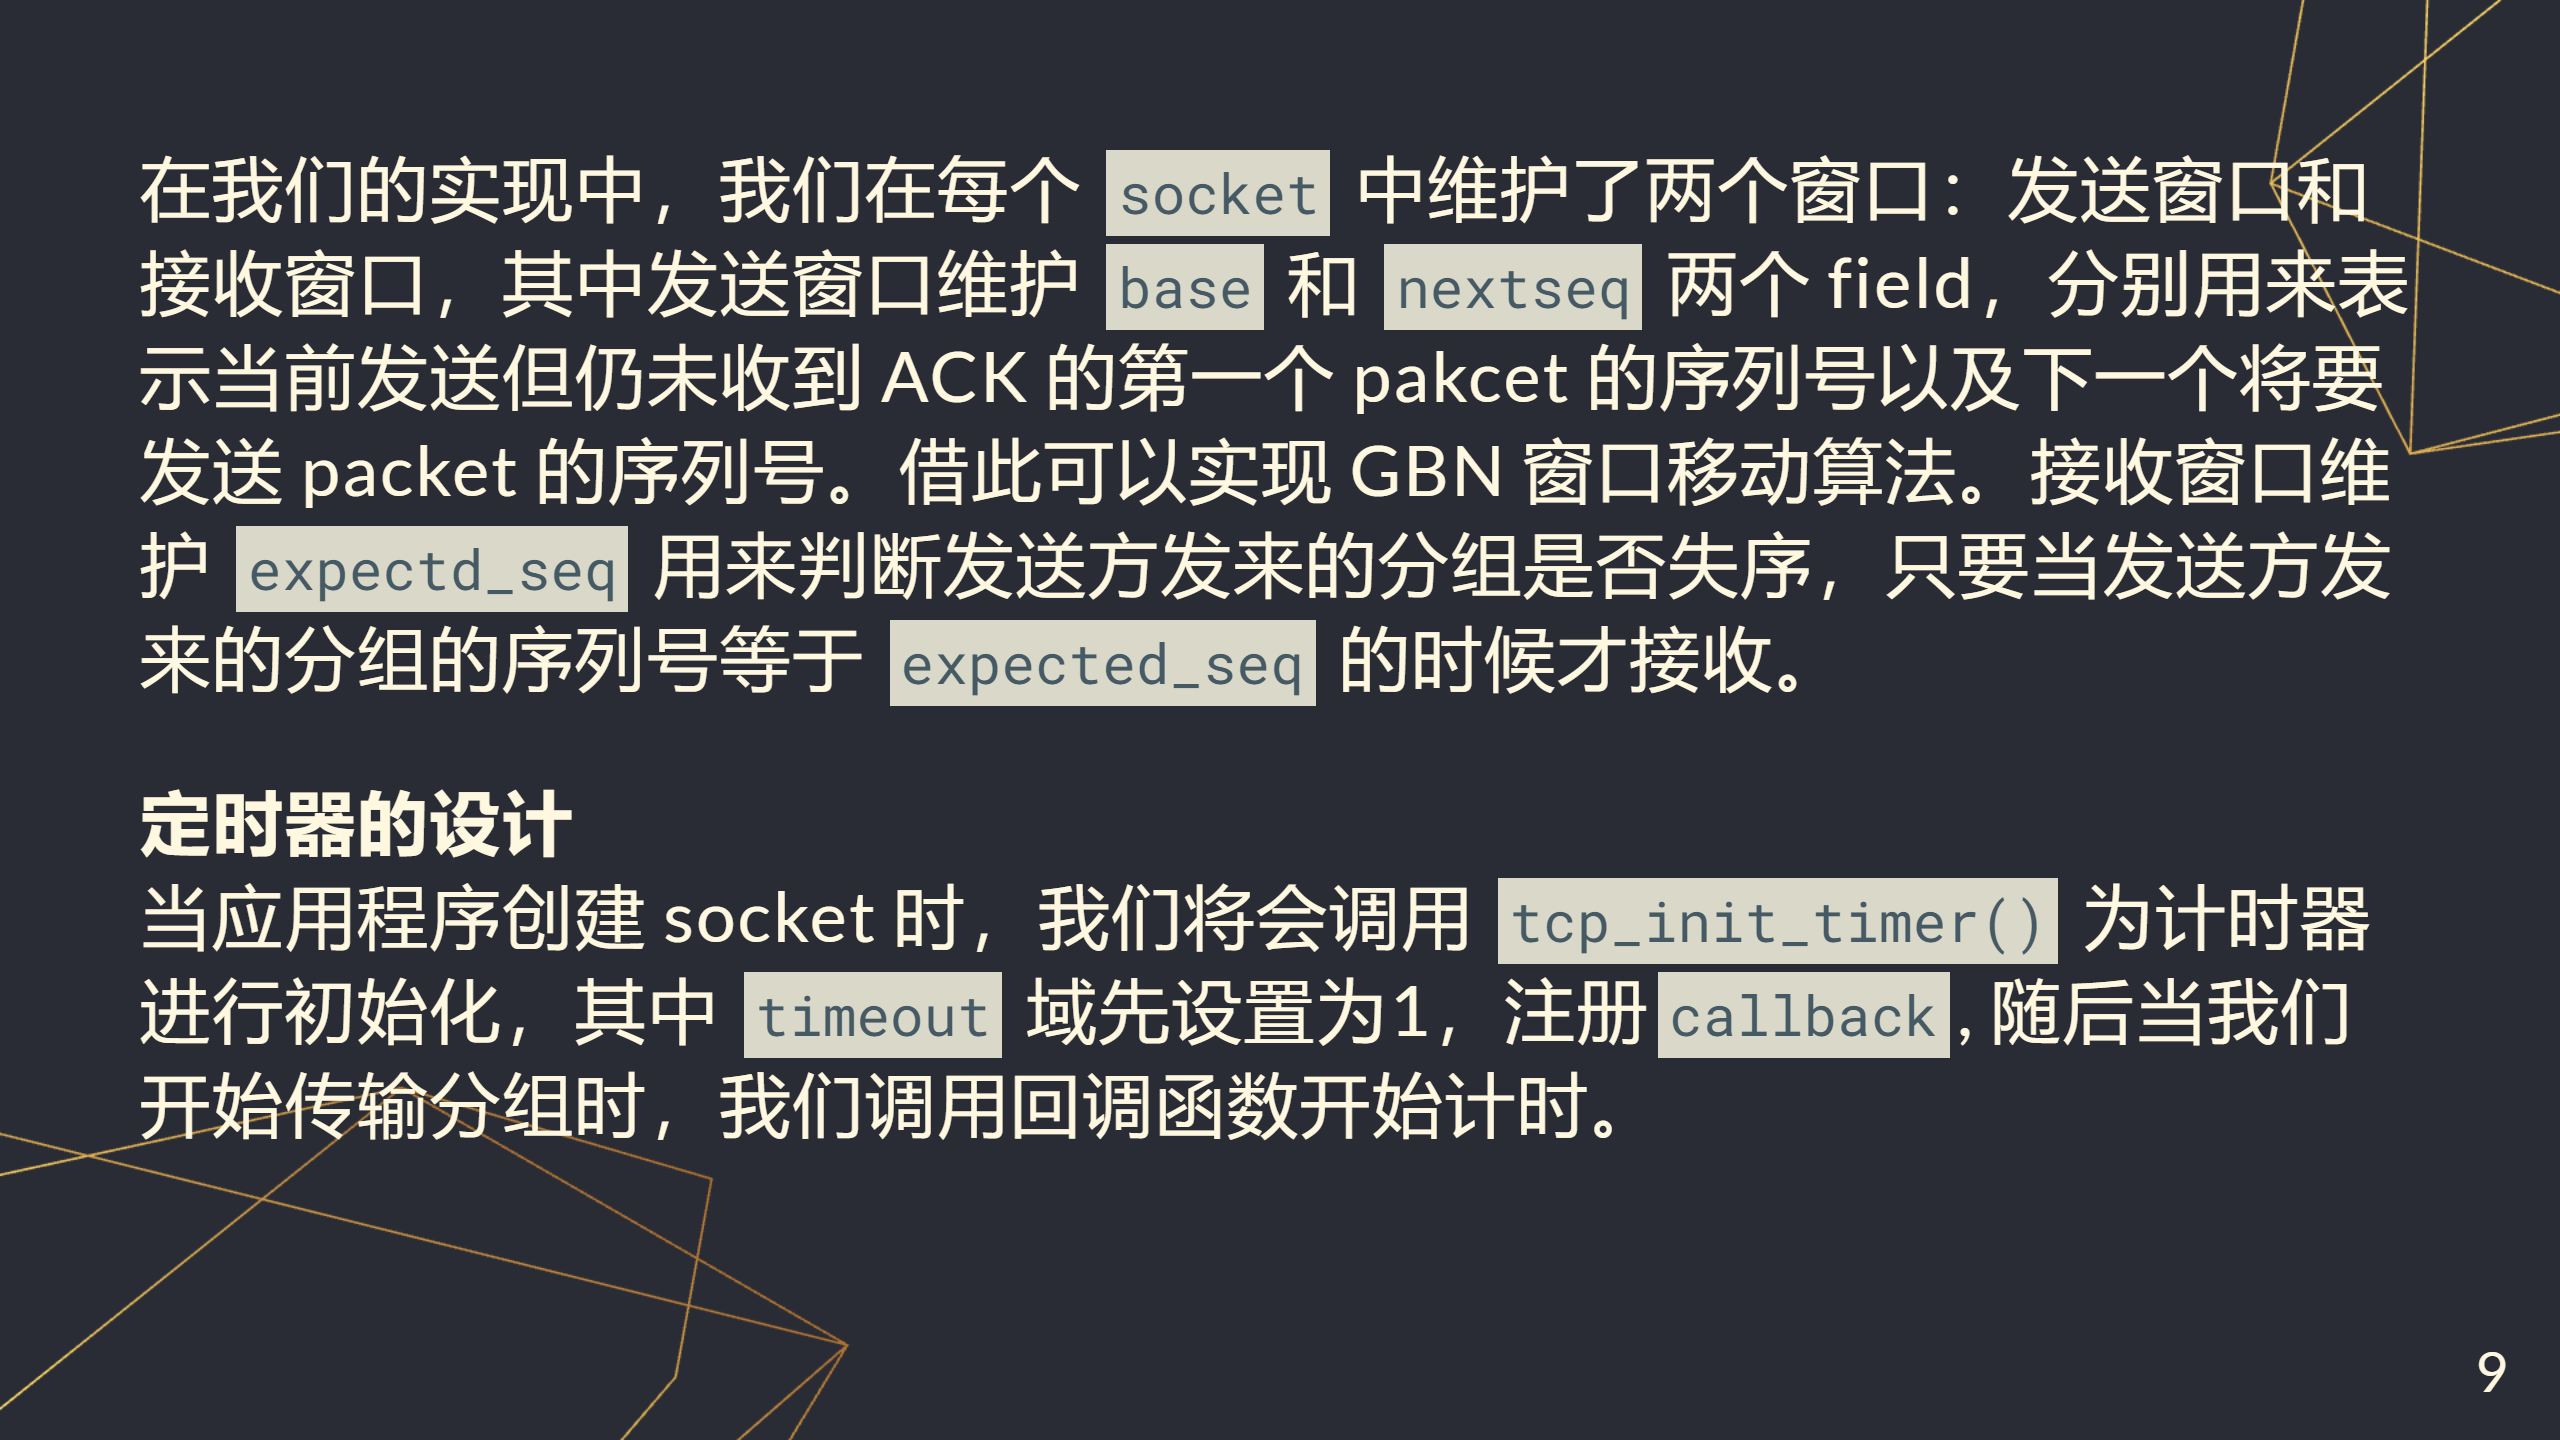 在我们的实现中，我们在每个 socket 中维护了两个窗口：发送窗口和
接收窗口，其中发送窗口维护 base 和 nextseq 两个 field，分别用来表
示当前发送但仍未收到 ACK 的第一个 pakcet 的序列号以及下一个将要
发送 packet 的序列号。借此可以实现 GBN 窗口移动算法。接收窗口维
护 expectd_seq 用来判断发送方发来的分组是否失序，只要当发送方发
来的分组的序列号等于 expected_seq 的时候才接收。
定时器的设计
当应用程序创建 socket 时，我们将会调用 tcp_init_timer() 为计时器
进行初始化，其中 timeout 域先设置为1，注册 callback , 随后当我们
开始传输分组时，我们调用回调函数开始计时。
9